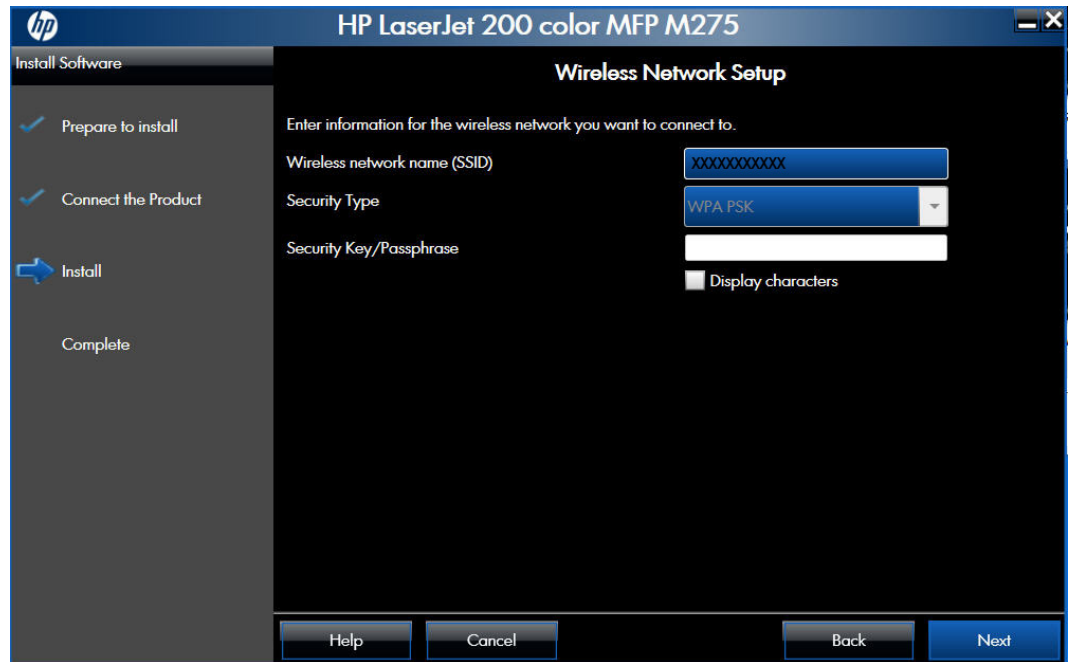 hp
HP LaserJet 200 color MFP M275
Install Software
Wireless Network Setup
Prepare to install
Enter information for the wireless network you want to connect to.
Wireless network name (SSID)
XXXXXXXXXXX
Connect the Product
Security Type
WPA PSK
Security Key/Passphrase
Install
Display characters
Complete
Help
Cancel
Back
Next